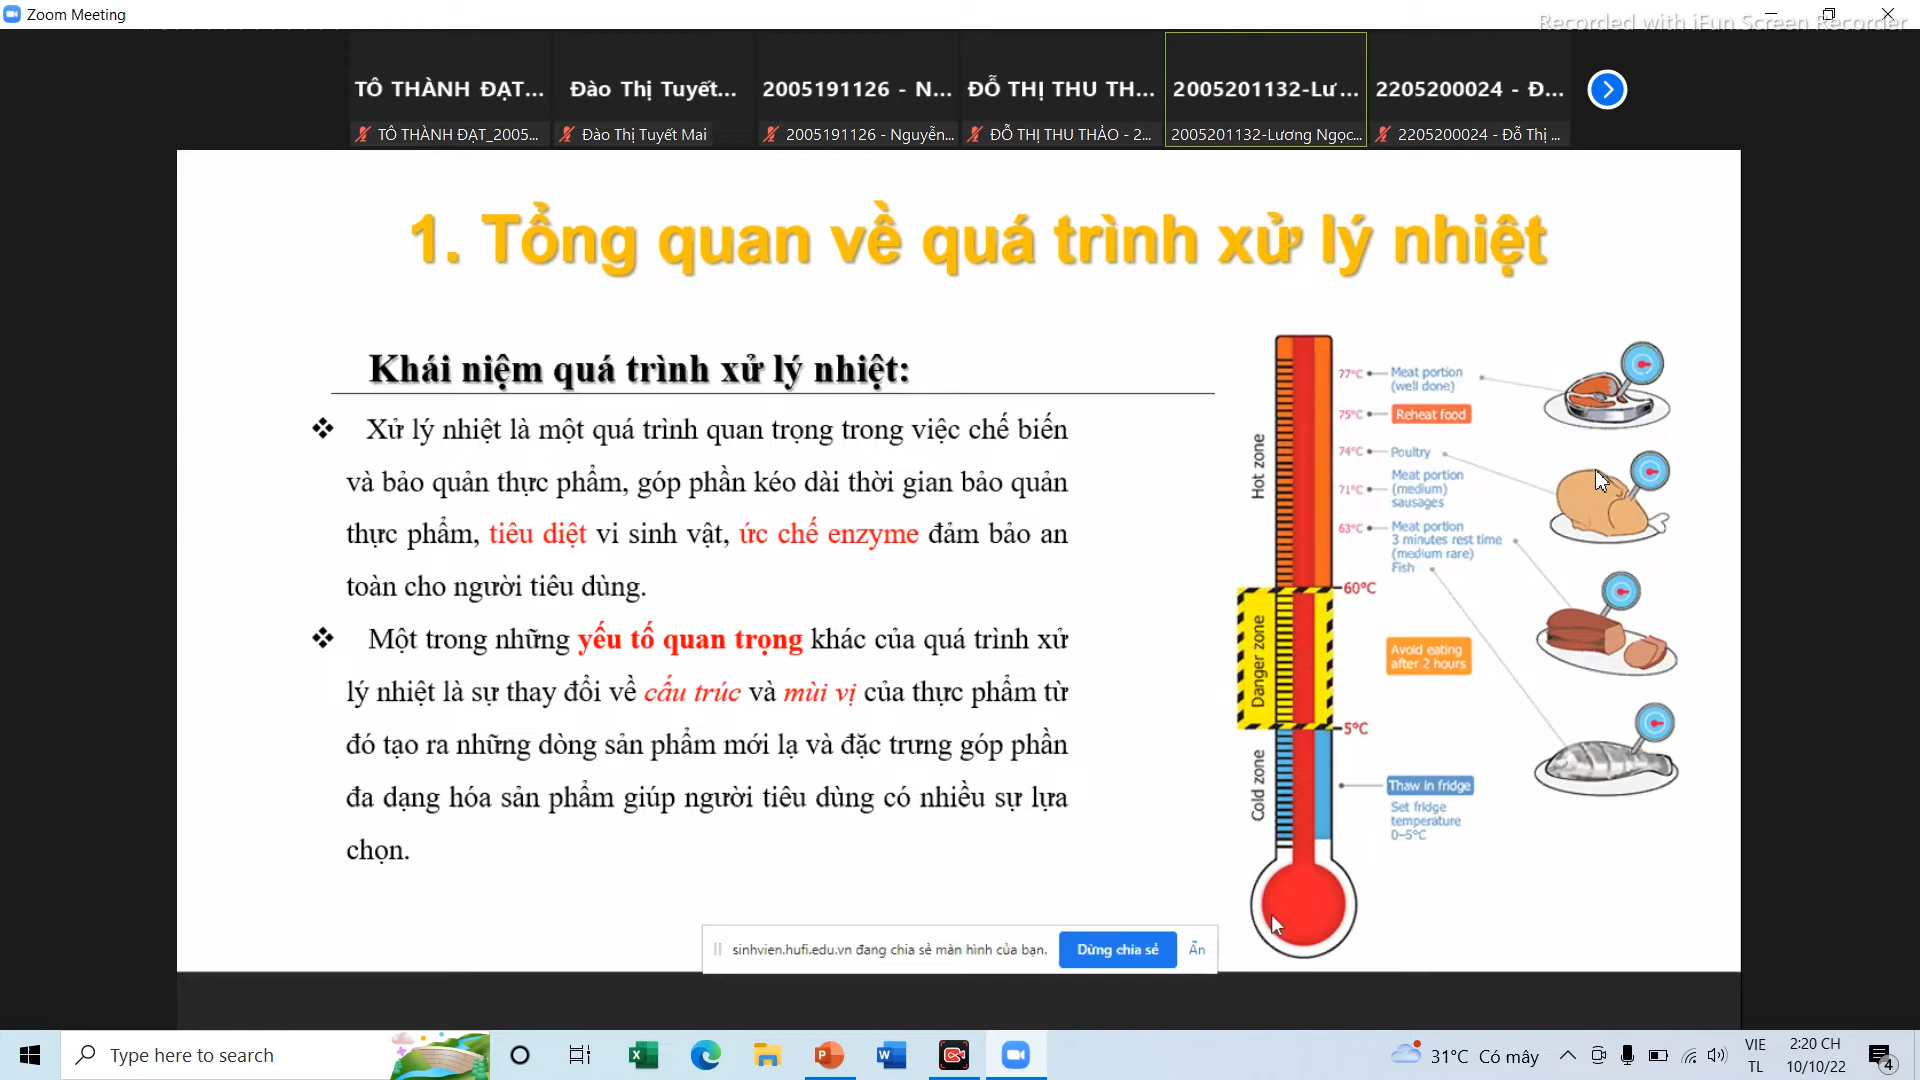 Zoom Meeting
Recorded with iFun Screen Recorder
TÔ THÀNH ĐẠT...
Đào Thị Tuyết...
2005191126 - N...
ĐỖ THỊ THU TH...
2005201132-Lư...
2205200024 - Đ...
TÔ THÀNH ĐẠT_2005...
Đào Thị Tuyết Mai
2005191126 - Nguyễn...
ĐỖ THỊ THU THẢO - 2...
2005201132-Lương Ngọc...
2205200024 - Đỗ Thị ...
1. Tổng quan về quá trình xử lý nhiệt
Khái niệm quá trình xử lý nhiệt:
❖ Xử lý nhiệt là một quá trình quan trọng trong việc chế biến
và bảo quản thực phẩm, góp phần kéo dài thời gian bảo quản
thực phẩm, tiêu diệt vi sinh vật, ức chế enzyme đảm bảo an
toàn cho người tiêu dùng.
❖ Một trong những yếu tố quan trọng khác của quá trình xử
lý nhiệt là sự thay đổi về cấu trúc và mùi vị của thực phẩm từ
đó tạo ra những dòng sản phẩm mới lạ và đặc trưng góp phần
đa dạng hóa sản phẩm giúp người tiêu dùng có nhiều sự lựa
chọn.
Hot zone
Danger zone
Cold zone
77°C
Meat portion
(well done)
75°C
Reheat food
74°C
Poultry
71°C
Meat portion
(medium)
sausages
63°C
Meat portion
3 minutes rest time
(medium rare)
Fish
60°C
Avoid eating
after 2 hours
5°C
Thaw in fridge
Set fridge
temperature
0–5°C
sinhvien.hufi.edu.vn đang chia sẻ màn hình của bạn.
Dừng chia sẻ
Ẩn
Type here to search
31°C Có mây
VIE
TL
2:20 CH
10/10/22
4